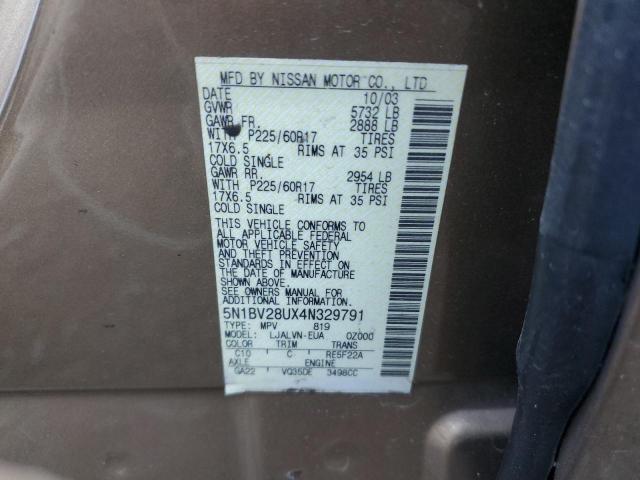 MFD BY NISSAN MOTOR CO., LTD
DATE 10/03
GVWR 5732 LB
GAWR FR. 2888 LB
WITH P225/60R17 TIRES
17X6.5 RIMS AT 35 PSI
COLD SINGLE
GAWR RR. 2954 LB
WITH P225/60R17 TIRES
17X6.5 RIMS AT 35 PSI
COLD SINGLE
THIS VEHICLE CONFORMS TO
ALL APPLICABLE FEDERAL
MOTOR VEHICLE SAFETY
AND THEFT PREVENTION
STANDARDS IN EFFECT ON
THE DATE OF MANUFACTURE
SHOWN ABOVE.
SEE OWNERS MANUAL FOR
ADDITIONAL INFORMATION
5N1BV28UX4N329791
TYPE: MPV 819
MODEL: LJALVN-EUA 0Z000
COLOR TRIM TRANS
C10 C RE5F22A
AXLE ENGINE
GA22 VQ35DE 3498CC